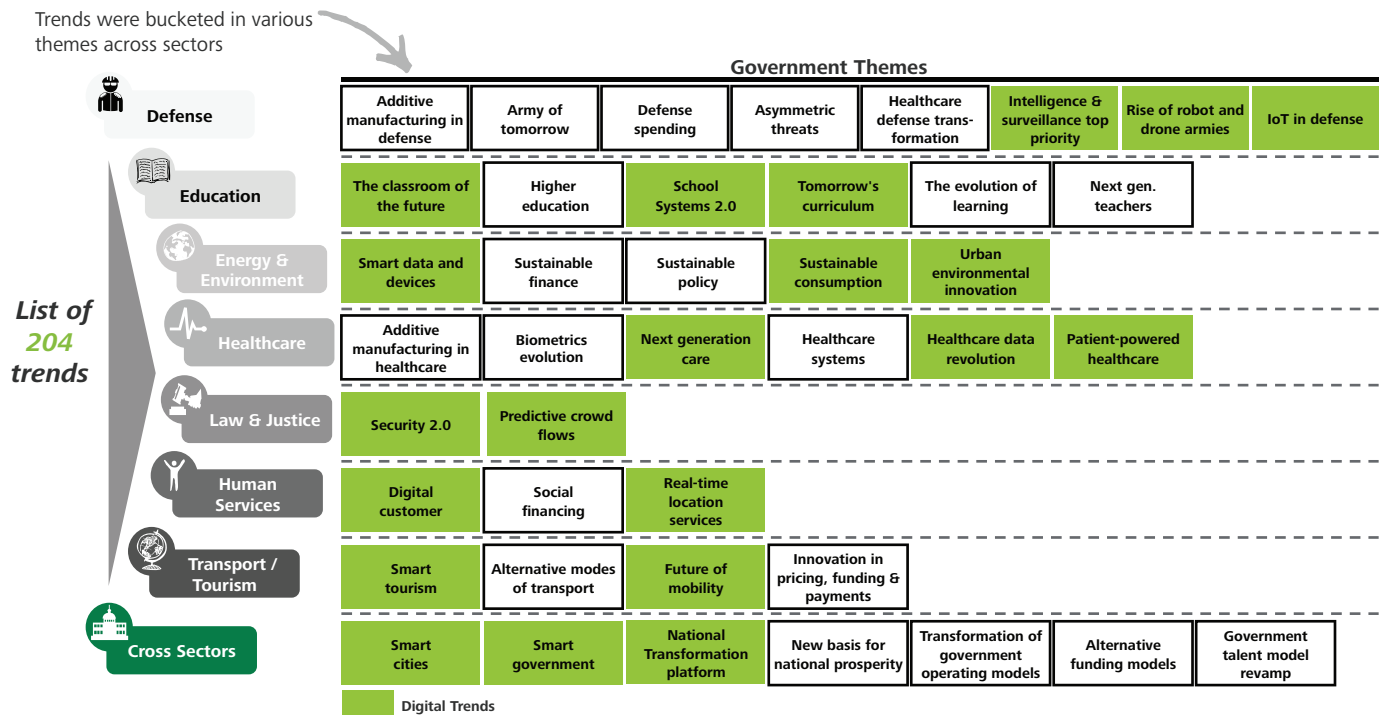 Trends were bucketed in various
themes across sectors
Government Themes
Defense
Additive
manufacturing in
defense
Army of
tomorrow
Defense
spending
Asymmetric
threats
Healthcare
defense trans-
formation
Intelligence &
surveillance top
priority
Rise of robot and
drone armies
IoT in defense
Education
The classroom of
the future
Higher
education
School
Systems 2.0
Tomorrow's
curriculum
The evolution of
learning
Next gen.
teachers
Energy &
Environment
Smart data and
devices
Sustainable
finance
Sustainable
policy
Sustainable
consumption
Urban
environmental
innovation
List of
204
trends
Healthcare
Additive
manufacturing in
healthcare
Biometrics
evolution
Next generation
care
Healthcare
systems
Healthcare data
revolution
Patient-powered
healthcare
Law & Justice
Security 2.0
Predictive crowd
flows
Human
Services
Digital
customer
Social
financing
Real-time
location
services
Transport /
Tourism
Smart
tourism
Alternative modes
of transport
Future of
mobility
Innovation in
pricing, funding &
payments
Cross Sectors
Smart
cities
Smart
government
National
Transformation
platform
New basis for
national prosperity
Transformation of
government
operating models
Alternative
funding models
Government
talent model
revamp
Digital Trends